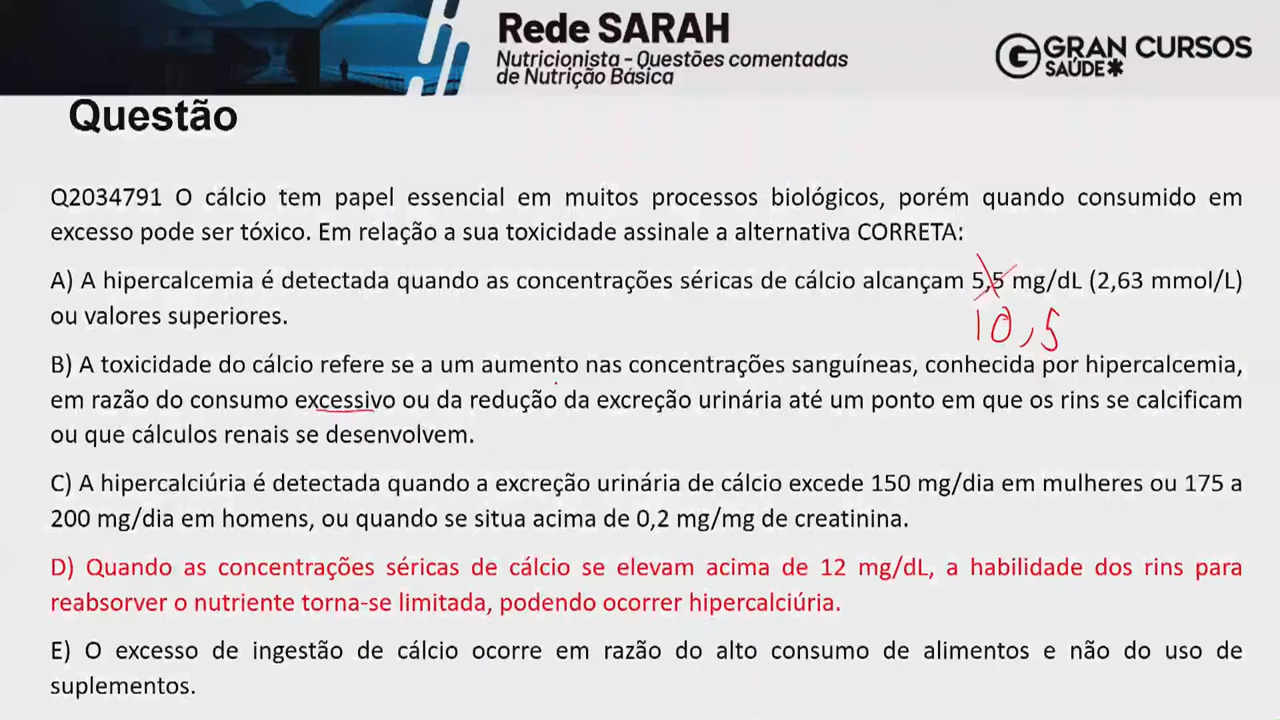 Rede SARAH
Nutricionista - Questões comentadas
de Nutrição Básica
GRAN CURSOS
SAÚDE
Questão
Q2034791 O cálcio tem papel essencial em muitos processos biológicos, porém quando consumido em
excesso pode ser tóxico. Em relação a sua toxicidade assinale a alternativa CORRETA:
A) A hipercalcemia é detectada quando as concentrações séricas de cálcio alcançam 5,5 mg/dL (2,63 mmol/L)
ou valores superiores.
10,5
B) A toxicidade do cálcio refere se a um aumento nas concentrações sanguíneas, conhecida por hipercalcemia,
em razão do consumo excessivo ou da redução da excreção urinária até um ponto em que os rins se calcificam
ou que cálculos renais se desenvolvem.
C) A hipercalciúria é detectada quando a excreção urinária de cálcio excede 150 mg/dia em mulheres ou 175 a
200 mg/dia em homens, ou quando se situa acima de 0,2 mg/mg de creatinina.
D) Quando as concentrações séricas de cálcio se elevam acima de 12 mg/dL, a habilidade dos rins para
reabsorver o nutriente torna-se limitada, podendo ocorrer hipercalciúria.
E) O excesso de ingestão de cálcio ocorre em razão do alto consumo de alimentos e não do uso de
suplementos.